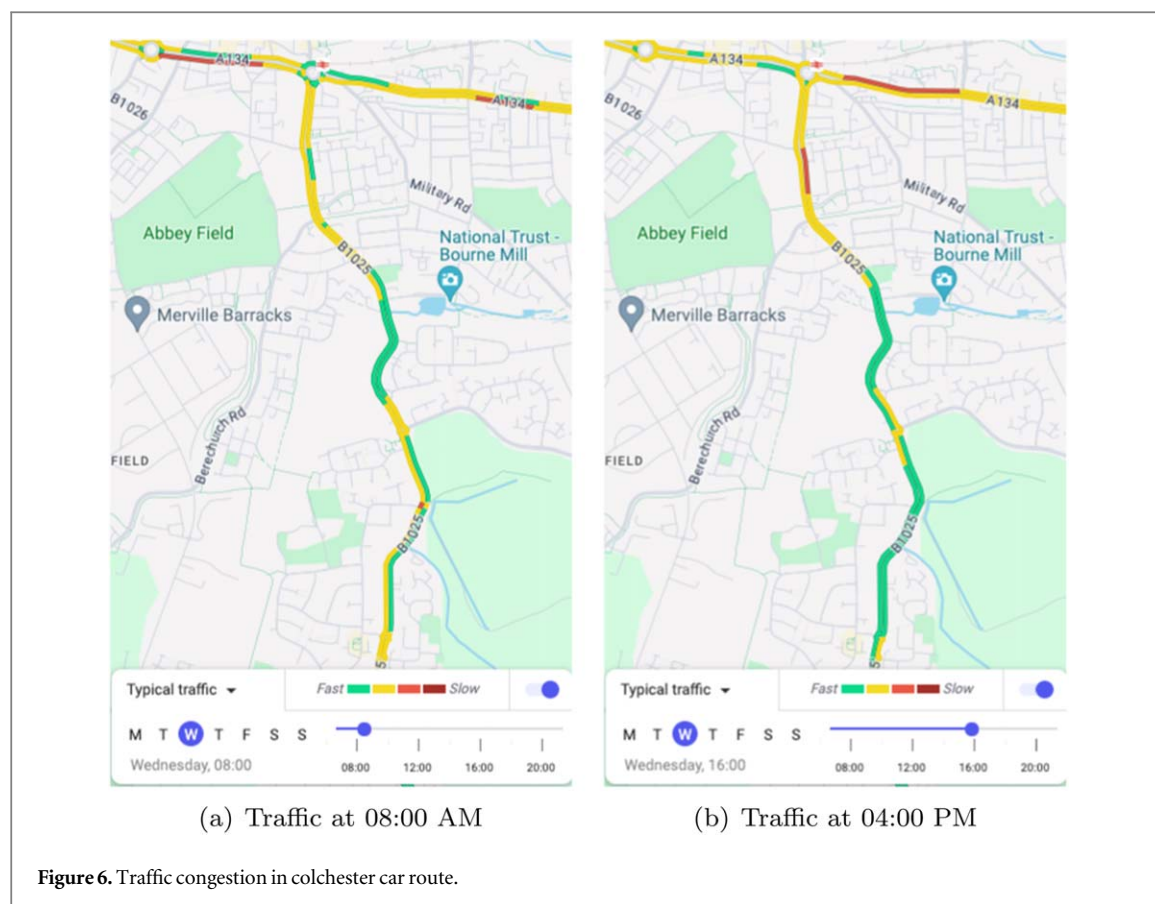 A134
A134
B1026
Military Rd
Abbey Field
National Trust -
Bourne Mill
B1025
Merville Barracks
Berechurch Rd
FIELD
B1025
5
Typical traffic
Fast Slow
M T W T F S S
Wednesday, 08:00
08:00 12:00 16:00 20:00
(a) Traffic at 08:00 AM
A134
A134
B1026
Military Rd
Abbey Field
National Trust -
Bourne Mill
B1025
Merville Barracks
Berechurch Rd
FIELD
B1025
5
Typical traffic
Fast Slow
M T W T F S S
Wednesday, 16:00
08:00 12:00 16:00 20:00
(b) Traffic at 04:00 PM
Figure 6. Traffic congestion in colchester car route.